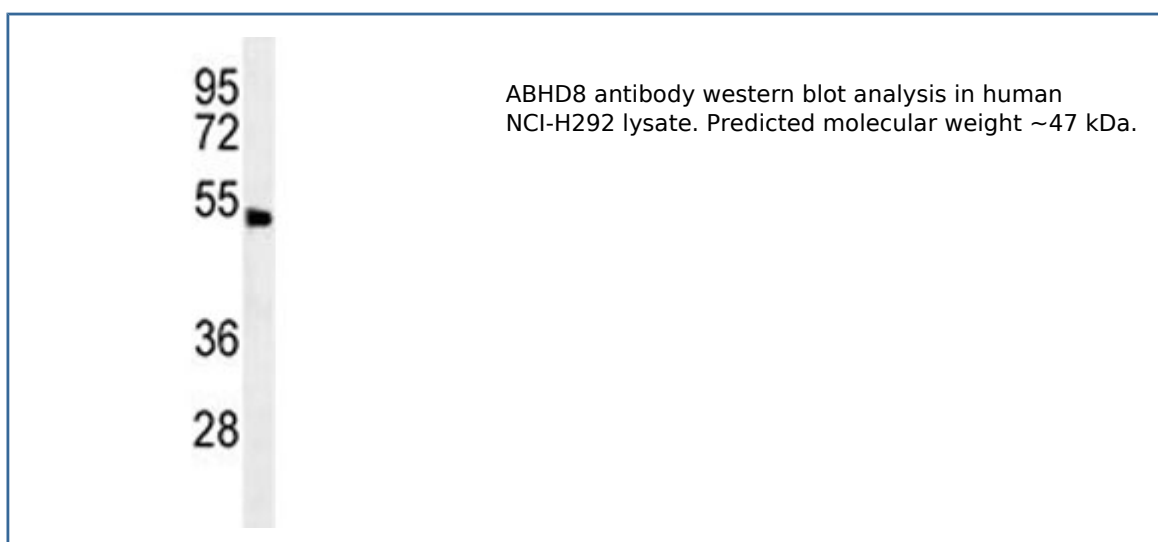 95
72
55
36
28
ABHD8 antibody western blot analysis in human
NCI-H292 lysate. Predicted molecular weight ~47 kDa.